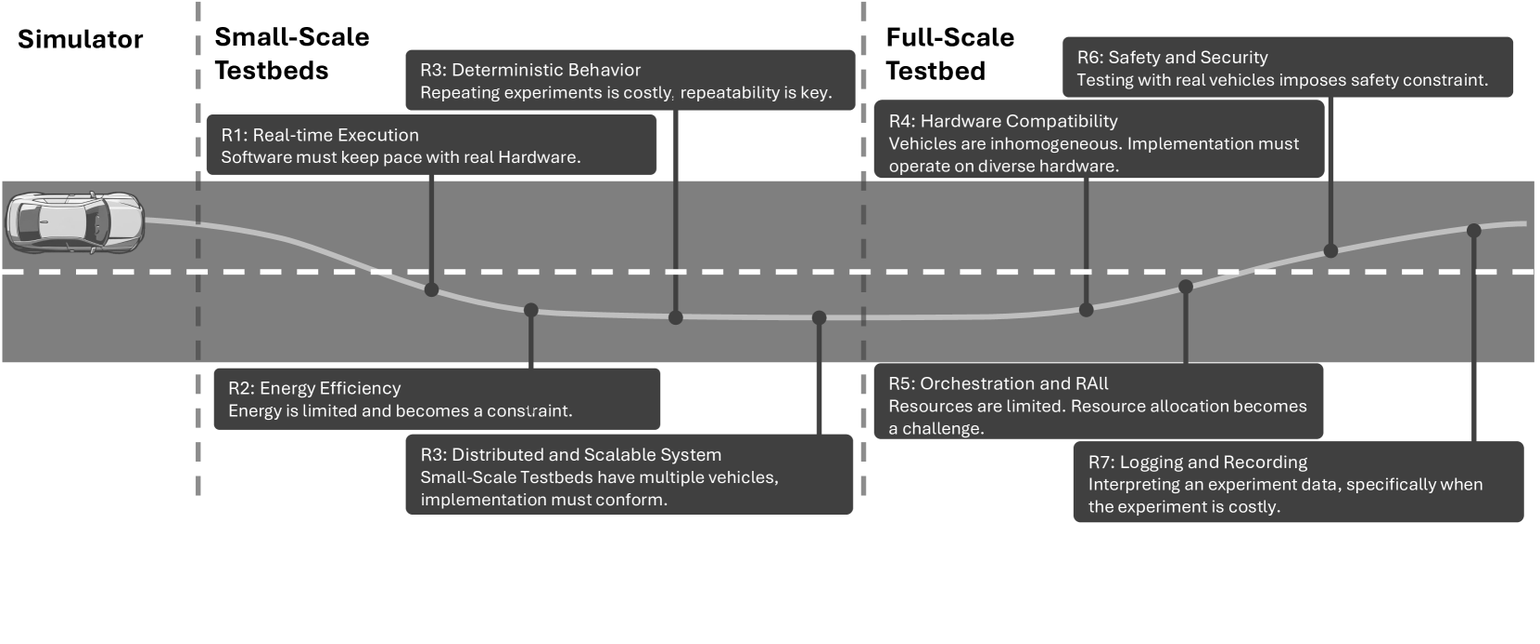 Simulator
Small-Scale
Testbeds
R3: Deterministic Behavior
Repeating experiments is costly, repeatability is key.
R1: Real-time Execution
Software must keep pace with real Hardware.
R2: Energy Efficiency
Energy is limited and becomes a constraint.
R3: Distributed and Scalable System
Small-Scale Testbeds have multiple vehicles,
implementation must conform.
Full-Scale
Testbed
R6: Safety and Security
Testing with real vehicles imposes safety constraint.
R4: Hardware Compatibility
Vehicles are inhomogeneous. Implementation must
operate on diverse hardware.
R5: Orchestration and RAll
Resources are limited. Resource allocation becomes
a challenge.
R7: Logging and Recording
Interpreting an experiment data, specifically when
the experiment is costly.